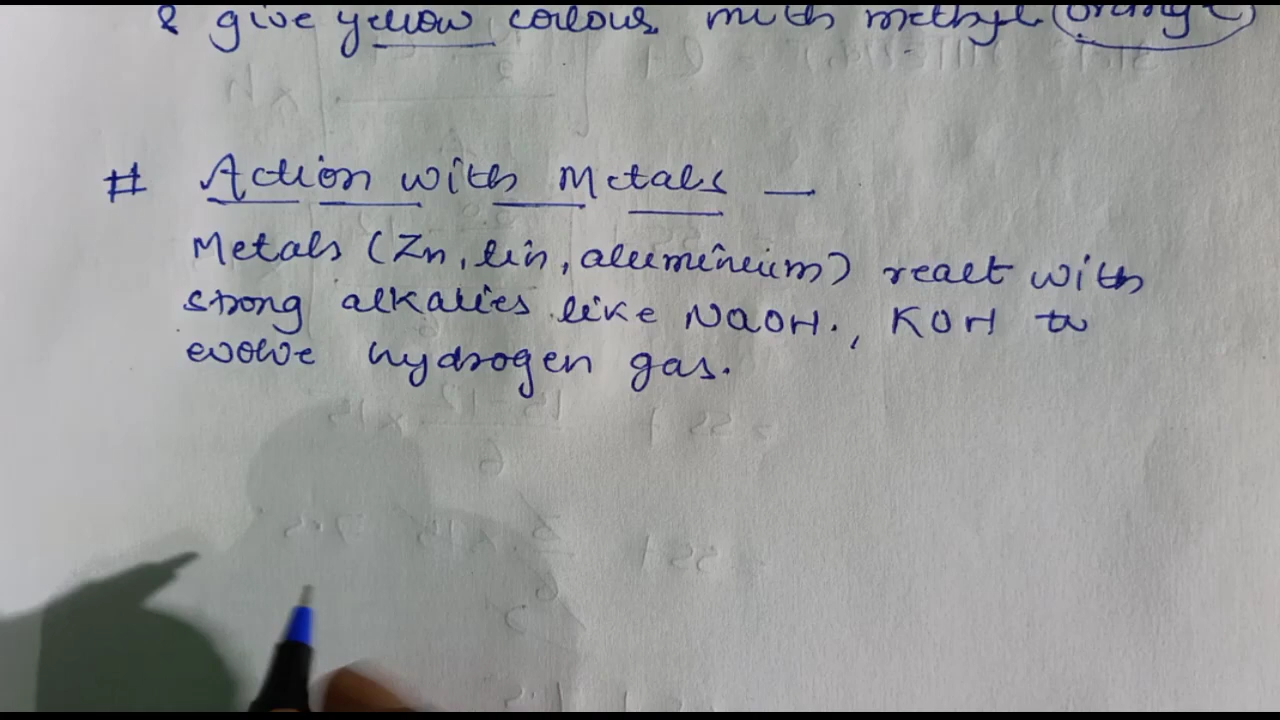 & give yellow colour with methyl orange
# Action with Metals —
Metals (Zn, tin, aluminium) react with
strong alkalies like NaOH., KOH to
evolve hydrogen gas.